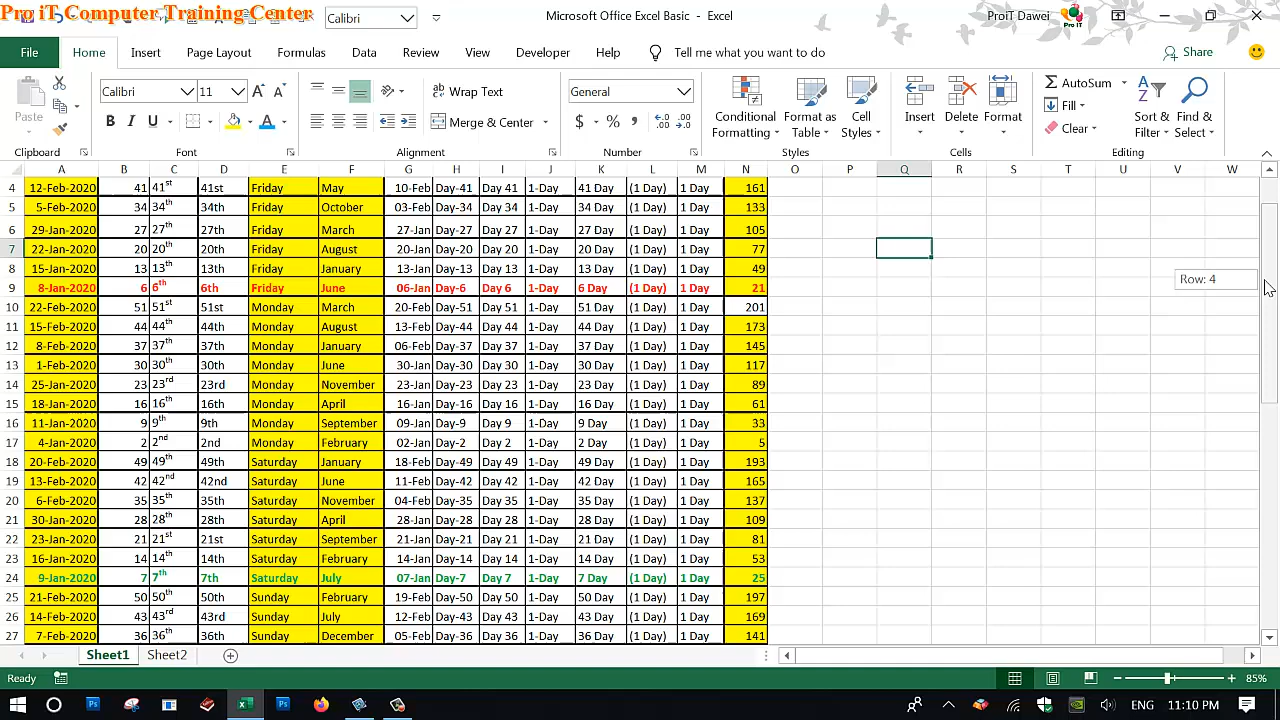 Pro iT Computer Training Center
Calibri
Microsoft Office Excel Basic - Excel
ProiT Dawei
Pro iT
File Home Insert Page Layout Formulas Data Review View Developer Help Tell me what you want to do Share
Paste
Calibri 11
B I U A
A A
ab Wrap Text
Merge & Center
General
$ % ,
Conditional Formatting
Format as Table
Cell Styles
Insert
Delete
Format
AutoSum
Fill
Clear
Sort & Filter
Find & Select
Clipboard Font Alignment Number Styles Cells Editing
A B C D E F G H I J K L M N O P Q R S T U V W
4 12-Feb-2020 41 41st 41st Friday May 10-Feb Day-41 Day 41 1-Day 41 Day (1 Day) 1 Day 161
5 5-Feb-2020 34 34th 34th Friday October 03-Feb Day-34 Day 34 1-Day 34 Day (1 Day) 1 Day 133
6 29-Jan-2020 27 27th 27th Friday March 27-Jan Day-27 Day 27 1-Day 27 Day (1 Day) 1 Day 105
7 22-Jan-2020 20 20th 20th Friday August 20-Jan Day-20 Day 20 1-Day 20 Day (1 Day) 1 Day 77
8 15-Jan-2020 13 13th 13th Friday January 13-Jan Day-13 Day 13 1-Day 13 Day (1 Day) 1 Day 49
Row: 4
9 8-Jan-2020 6 6th 6th Friday June 06-Jan Day-6 Day 6 1-Day 6 Day (1 Day) 1 Day 21
10 22-Feb-2020 51 51st 51st Monday March 20-Feb Day-51 Day 51 1-Day 51 Day (1 Day) 1 Day 201
11 15-Feb-2020 44 44th 44th Monday August 13-Feb Day-44 Day 44 1-Day 44 Day (1 Day) 1 Day 173
12 8-Feb-2020 37 37th 37th Monday January 06-Feb Day-37 Day 37 1-Day 37 Day (1 Day) 1 Day 145
13 1-Feb-2020 30 30th 30th Monday June 30-Jan Day-30 Day 30 1-Day 30 Day (1 Day) 1 Day 117
14 25-Jan-2020 23 23rd 23rd Monday November 23-Jan Day-23 Day 23 1-Day 23 Day (1 Day) 1 Day 89
15 18-Jan-2020 16 16th 16th Monday April 16-Jan Day-16 Day 16 1-Day 16 Day (1 Day) 1 Day 61
16 11-Jan-2020 9 9th 9th Monday September 09-Jan Day-9 Day 9 1-Day 9 Day (1 Day) 1 Day 33
17 4-Jan-2020 2 2nd 2nd Monday February 02-Jan Day-2 Day 2 1-Day 2 Day (1 Day) 1 Day 5
18 20-Feb-2020 49 49th 49th Saturday January 18-Feb Day-49 Day 49 1-Day 49 Day (1 Day) 1 Day 193
19 13-Feb-2020 42 42nd 42nd Saturday June 11-Feb Day-42 Day 42 1-Day 42 Day (1 Day) 1 Day 165
20 6-Feb-2020 35 35th 35th Saturday November 04-Feb Day-35 Day 35 1-Day 35 Day (1 Day) 1 Day 137
21 30-Jan-2020 28 28th 28th Saturday April 28-Jan Day-28 Day 28 1-Day 28 Day (1 Day) 1 Day 109
22 23-Jan-2020 21 21st 21st Saturday September 21-Jan Day-21 Day 21 1-Day 21 Day (1 Day) 1 Day 81
23 16-Jan-2020 14 14th 14th Saturday February 14-Jan Day-14 Day 14 1-Day 14 Day (1 Day) 1 Day 53
24 9-Jan-2020 7 7th 7th Saturday July 07-Jan Day-7 Day 7 1-Day 7 Day (1 Day) 1 Day 25
25 21-Feb-2020 50 50th 50th Sunday February 19-Feb Day-50 Day 50 1-Day 50 Day (1 Day) 1 Day 197
26 14-Feb-2020 43 43rd 43rd Sunday July 12-Feb Day-43 Day 43 1-Day 43 Day (1 Day) 1 Day 169
27 7-Feb-2020 36 36th 36th Sunday December 05-Feb Day-36 Day 36 1-Day 36 Day (1 Day) 1 Day 141
Sheet1 Sheet2
Ready 85%
ENG 11:10 PM